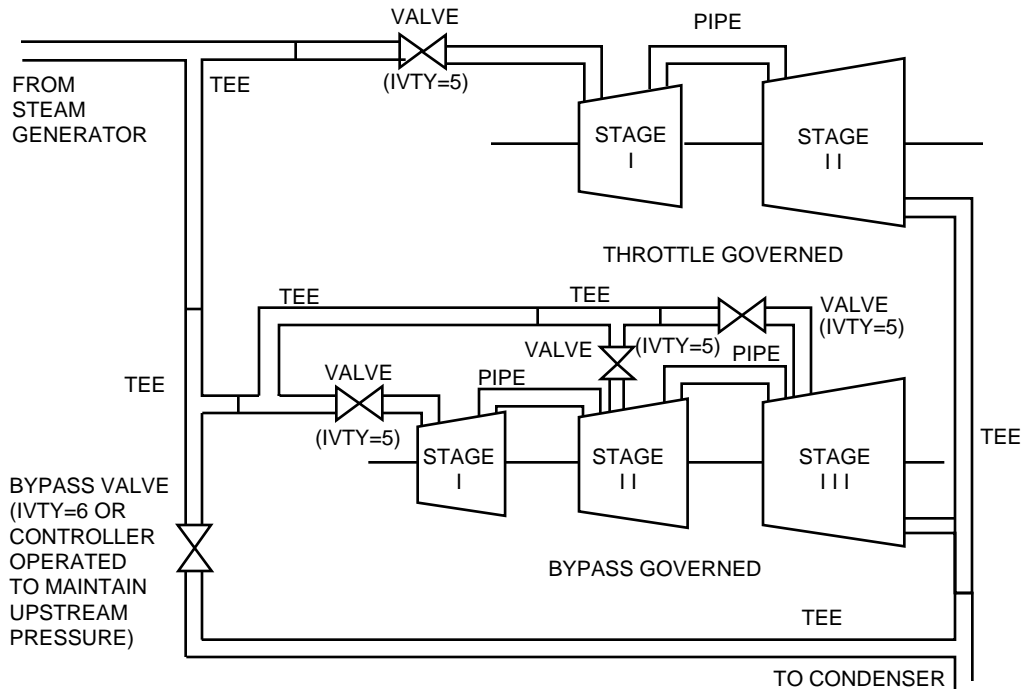 VALVE
PIPE
TEE
(IVTY=5)
FROM
STEAM
GENERATOR
STAGE
I
STAGE
I I
THROTTLE GOVERNED
TEE
TEE
VALVE
(IVTY=5)
VALVE
(IVTY=5)
PIPE
TEE
VALVE
PIPE
(IVTY=5)
TEE
STAGE
I
STAGE
I I
STAGE
I I I
BYPASS VALVE
(IVTY=6 OR
CONTROLLER
OPERATED
TO MAINTAIN
UPSTREAM
PRESSURE)
BYPASS GOVERNED
TEE
TO CONDENSER